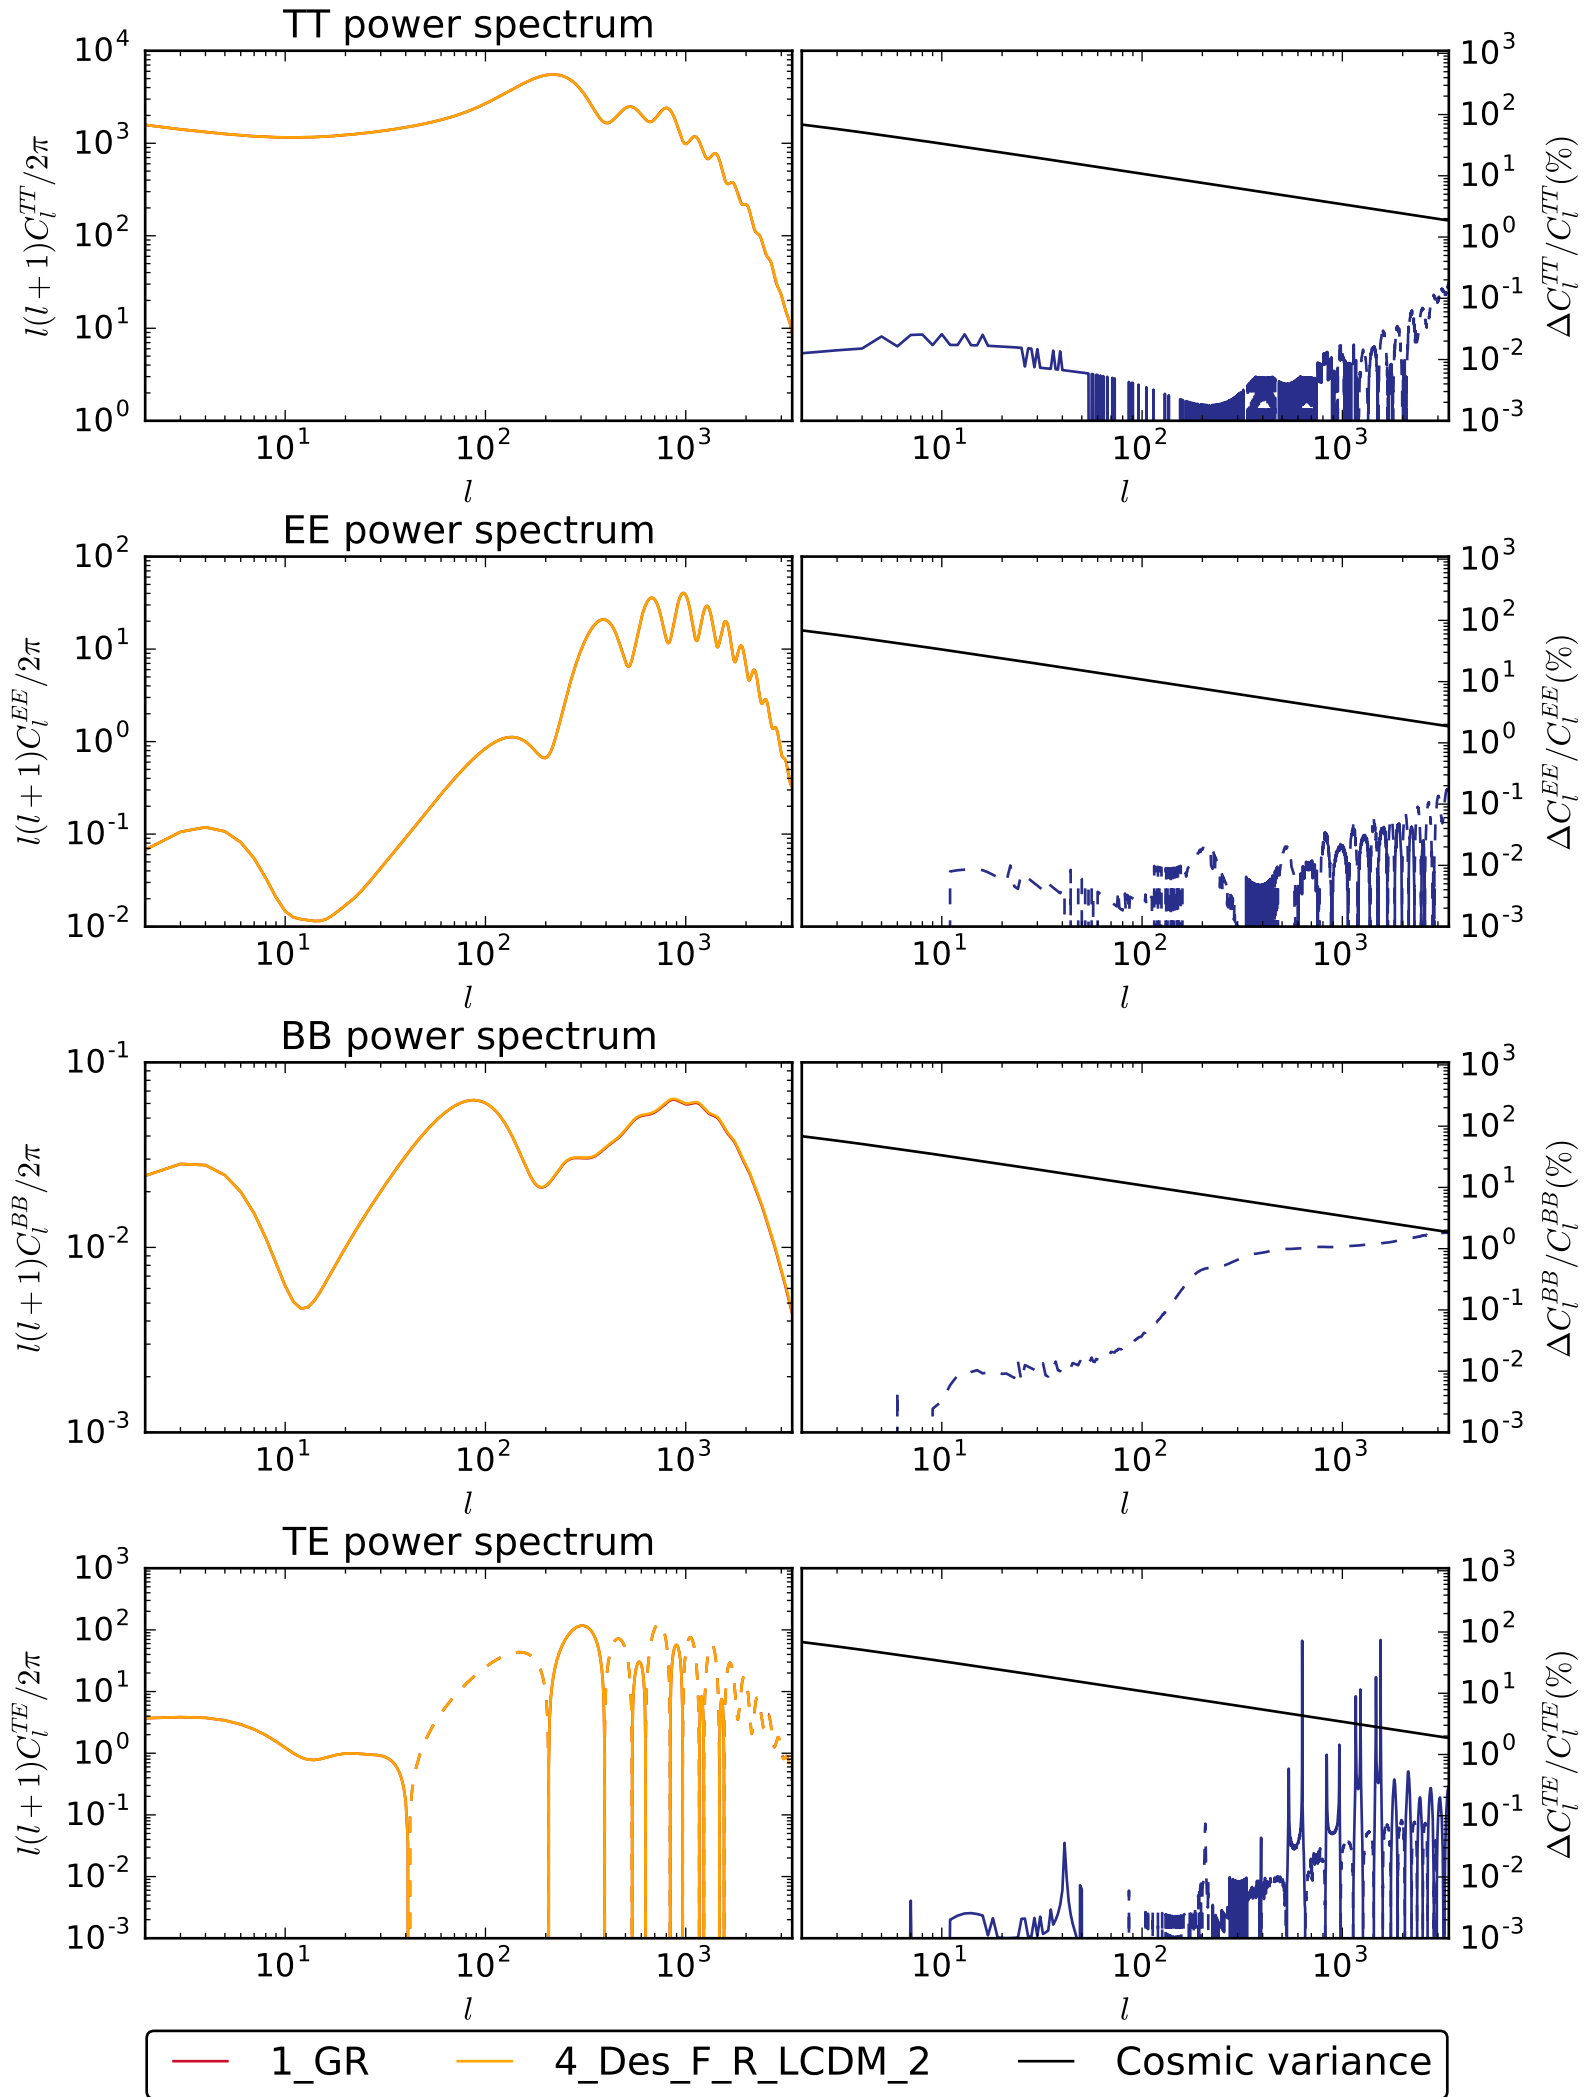 TT power spectrum
10^4
10^3
10^2
10^1
10^0
l(l+1)C_l^{TT}/2π
10^1 10^2 10^3
l
10^3
10^2
10^1
10^0
10^-1
10^-2
10^-3
ΔC_l^{TT}/C_l^{TT}(%)
10^1 10^2 10^3
l
EE power spectrum
10^2
10^1
10^0
10^-1
10^-2
l(l+1)C_l^{EE}/2π
10^1 10^2 10^3
l
10^3
10^2
10^1
10^0
10^-1
10^-2
10^-3
ΔC_l^{EE}/C_l^{EE}(%)
10^1 10^2 10^3
l
BB power spectrum
10^-1
10^-2
10^-3
l(l+1)C_l^{BB}/2π
10^1 10^2 10^3
l
10^3
10^2
10^1
10^0
10^-1
10^-2
10^-3
ΔC_l^{BB}/C_l^{BB}(%)
10^1 10^2 10^3
l
TE power spectrum
10^3
10^2
10^1
10^0
10^-1
10^-2
10^-3
l(l+1)C_l^{TE}/2π
10^1 10^2 10^3
l
10^3
10^2
10^1
10^0
10^-1
10^-2
10^-3
ΔC_l^{TE}/C_l^{TE}(%)
10^1 10^2 10^3
l
1_GR 4_Des_F_R_LCDM_2 Cosmic variance